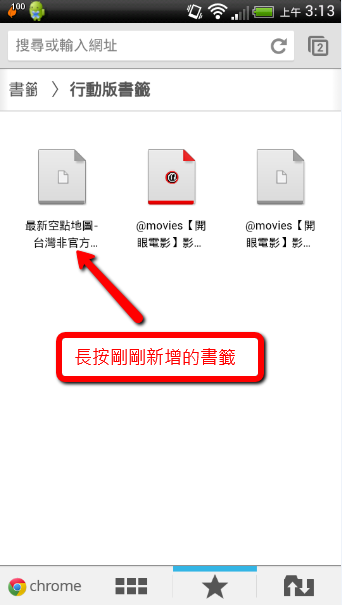 100
上午 3:13
搜尋或輸入網址
2
書籤 〉行動版書籤
最新空點地圖-
台灣非官方...
@movies【開
眼電影】影...
@movies【開
眼電影】影...
長按剛剛新增的書籤
chrome